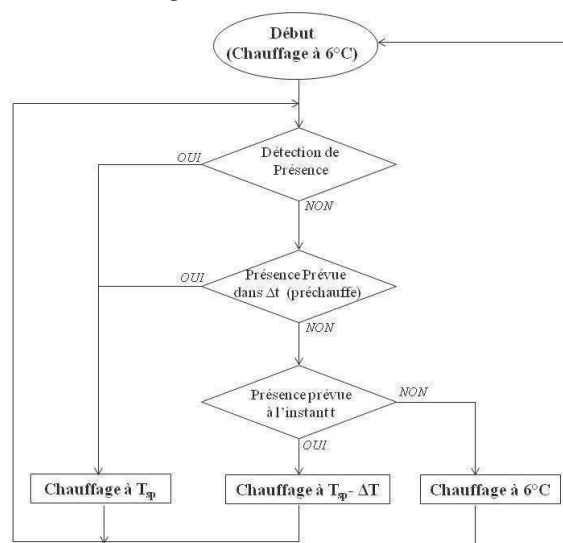 Début
(Chauffage à 6°C)
Détection de
Présence
OUI
NON
Présence Prévue
dans Δt (préchauffe)
OUI
NON
Présence prévue
à l'instant t
NON
OUI
Chauffage à Tsp
Chauffage à Tsp - ΔT
Chauffage à 6°C